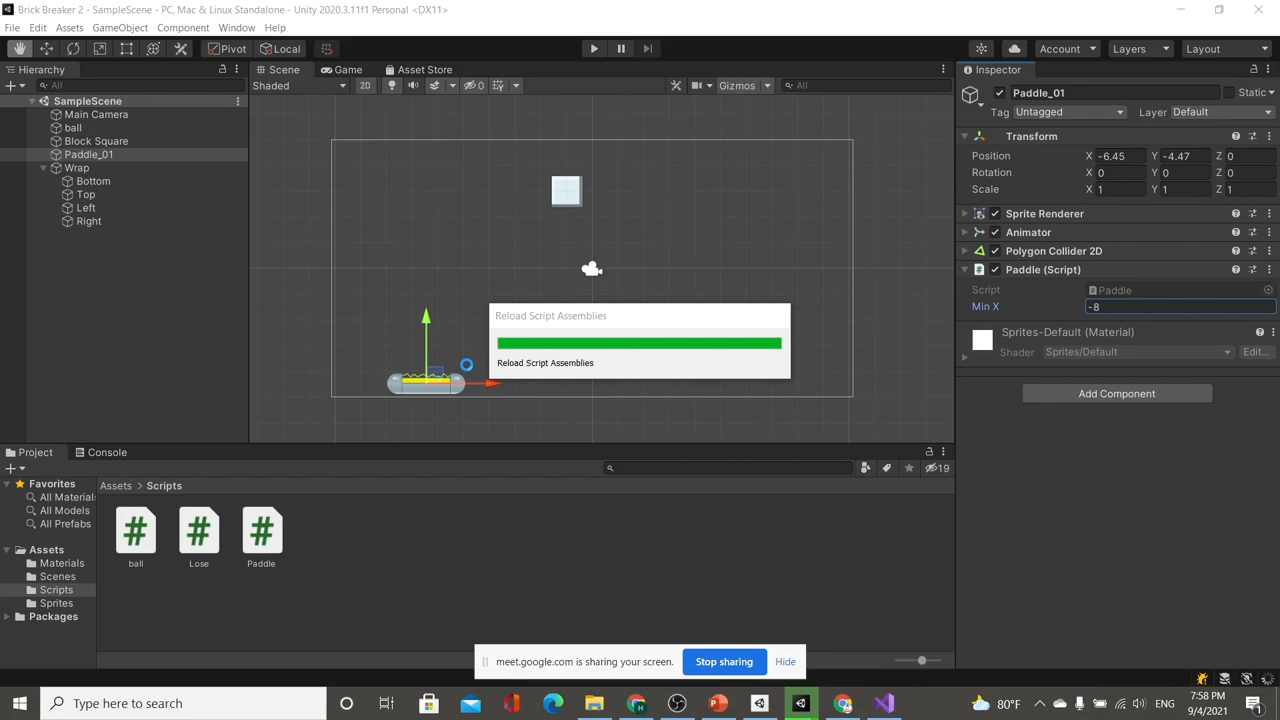 Brick Breaker 2 - SampleScene - PC, Mac & Linux Standalone - Unity 2020.3.11f1 Personal <DX11>
File Edit Assets GameObject Component Window Help
Pivot Local Account Layers Layout
Hierarchy
All
SampleScene
Main Camera
ball
Block Square
Paddle_01
Wrap
Bottom
Top
Left
Right
Scene Game Asset Store
Shaded 2D 0 Gizmos All
Reload Script Assemblies
Reload Script Assemblies
Inspector
Paddle_01 Static
Tag Untagged Layer Default
Transform
Position X -6.45 Y -4.47 Z 0
Rotation X 0 Y 0 Z 0
Scale X 1 Y 1 Z 1
Sprite Renderer
Animator
Polygon Collider 2D
Paddle (Script)
Script Paddle
Min X -8
Sprites-Default (Material)
Shader Sprites/Default Edit...
Add Component
Project Console
19
Favorites
All Materials
All Models
All Prefabs
Assets
Materials
Scenes
Scripts
Sprites
Packages
Assets Scripts
# # #
ball Lose Paddle
meet.google.com is sharing your screen. Stop sharing Hide
Type here to search
80°F ENG 7:58 PM
9/4/2021